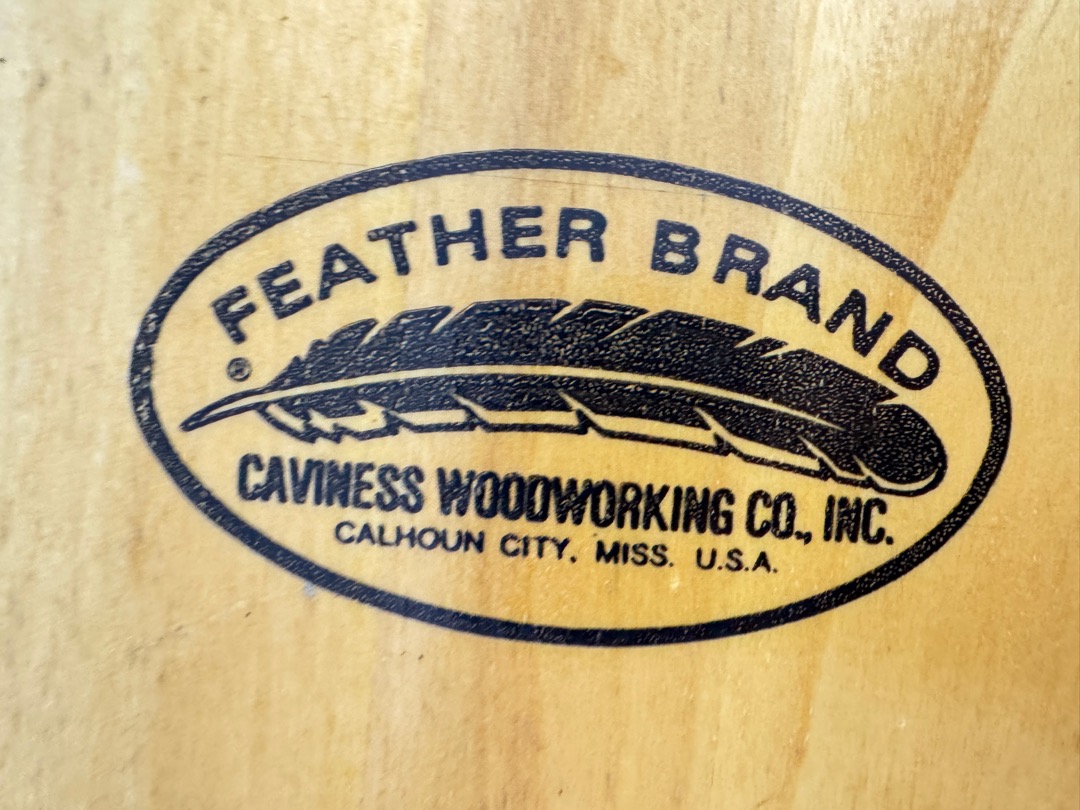 FEATHER BRAND
®
CAVINESS WOODWORKING CO., INC.
CALHOUN CITY, MISS. U.S.A.